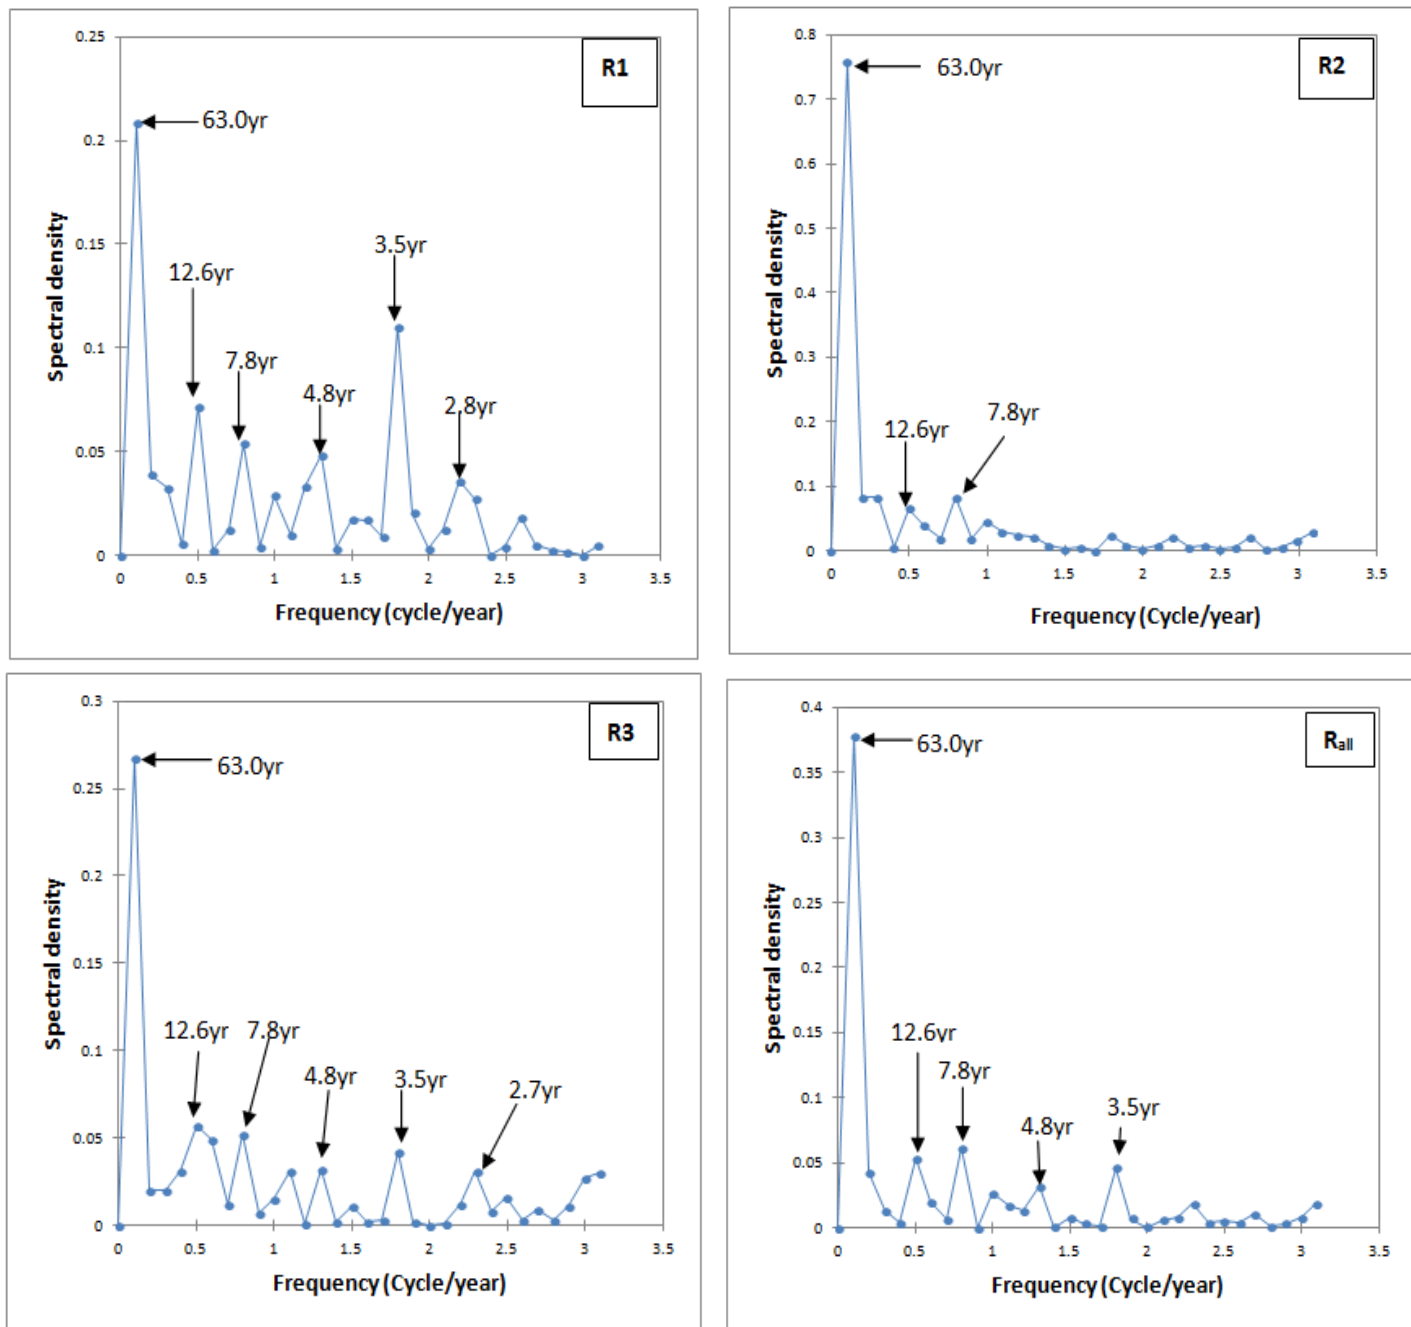 R1
0.25
0.2
0.15
0.1
0.05
0
63.0yr
12.6yr
7.8yr
4.8yr
3.5yr
2.8yr
Spectral density
0 0.5 1 1.5 2 2.5 3 3.5
Frequency (cycle/year)
R2
0.8
0.7
0.6
0.5
0.4
0.3
0.2
0.1
0
63.0yr
12.6yr
7.8yr
Spectral density
0 0.5 1 1.5 2 2.5 3 3.5
Frequency (Cycle/year)
R3
0.3
0.25
0.2
0.15
0.1
0.05
0
63.0yr
12.6yr
7.8yr
4.8yr
3.5yr
2.7yr
Spectral density
0 0.5 1 1.5 2 2.5 3 3.5
Frequency (Cycle/year)
Rall
0.4
0.35
0.3
0.25
0.2
0.15
0.1
0.05
0
63.0yr
12.6yr
7.8yr
4.8yr
3.5yr
Spectral density
0 0.5 1 1.5 2 2.5 3 3.5
Frequency (Cycle/year)